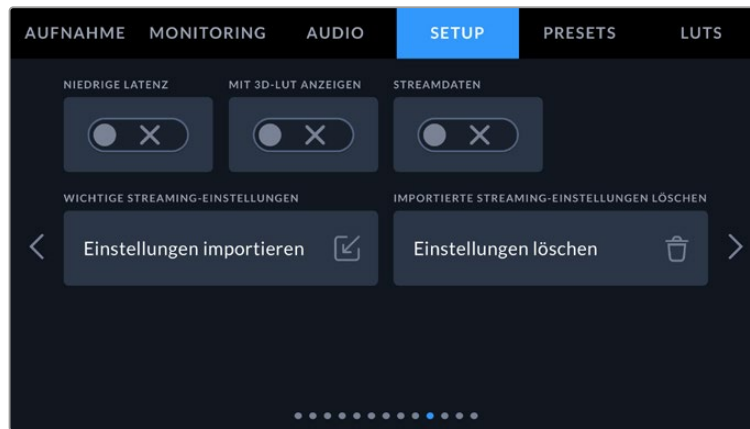 AUFNAHME MONITORING AUDIO SETUP PRESETS LUTS
NIEDRIGE LATENZ MIT 3D-LUT ANZEIGEN STREAMDATEN
WICHTIGE STREAMING-EINSTELLUNGEN IMPORTIERTE STREAMING-EINSTELLUNGEN LÖSCHEN
Einstellungen importieren Einstellungen löschen